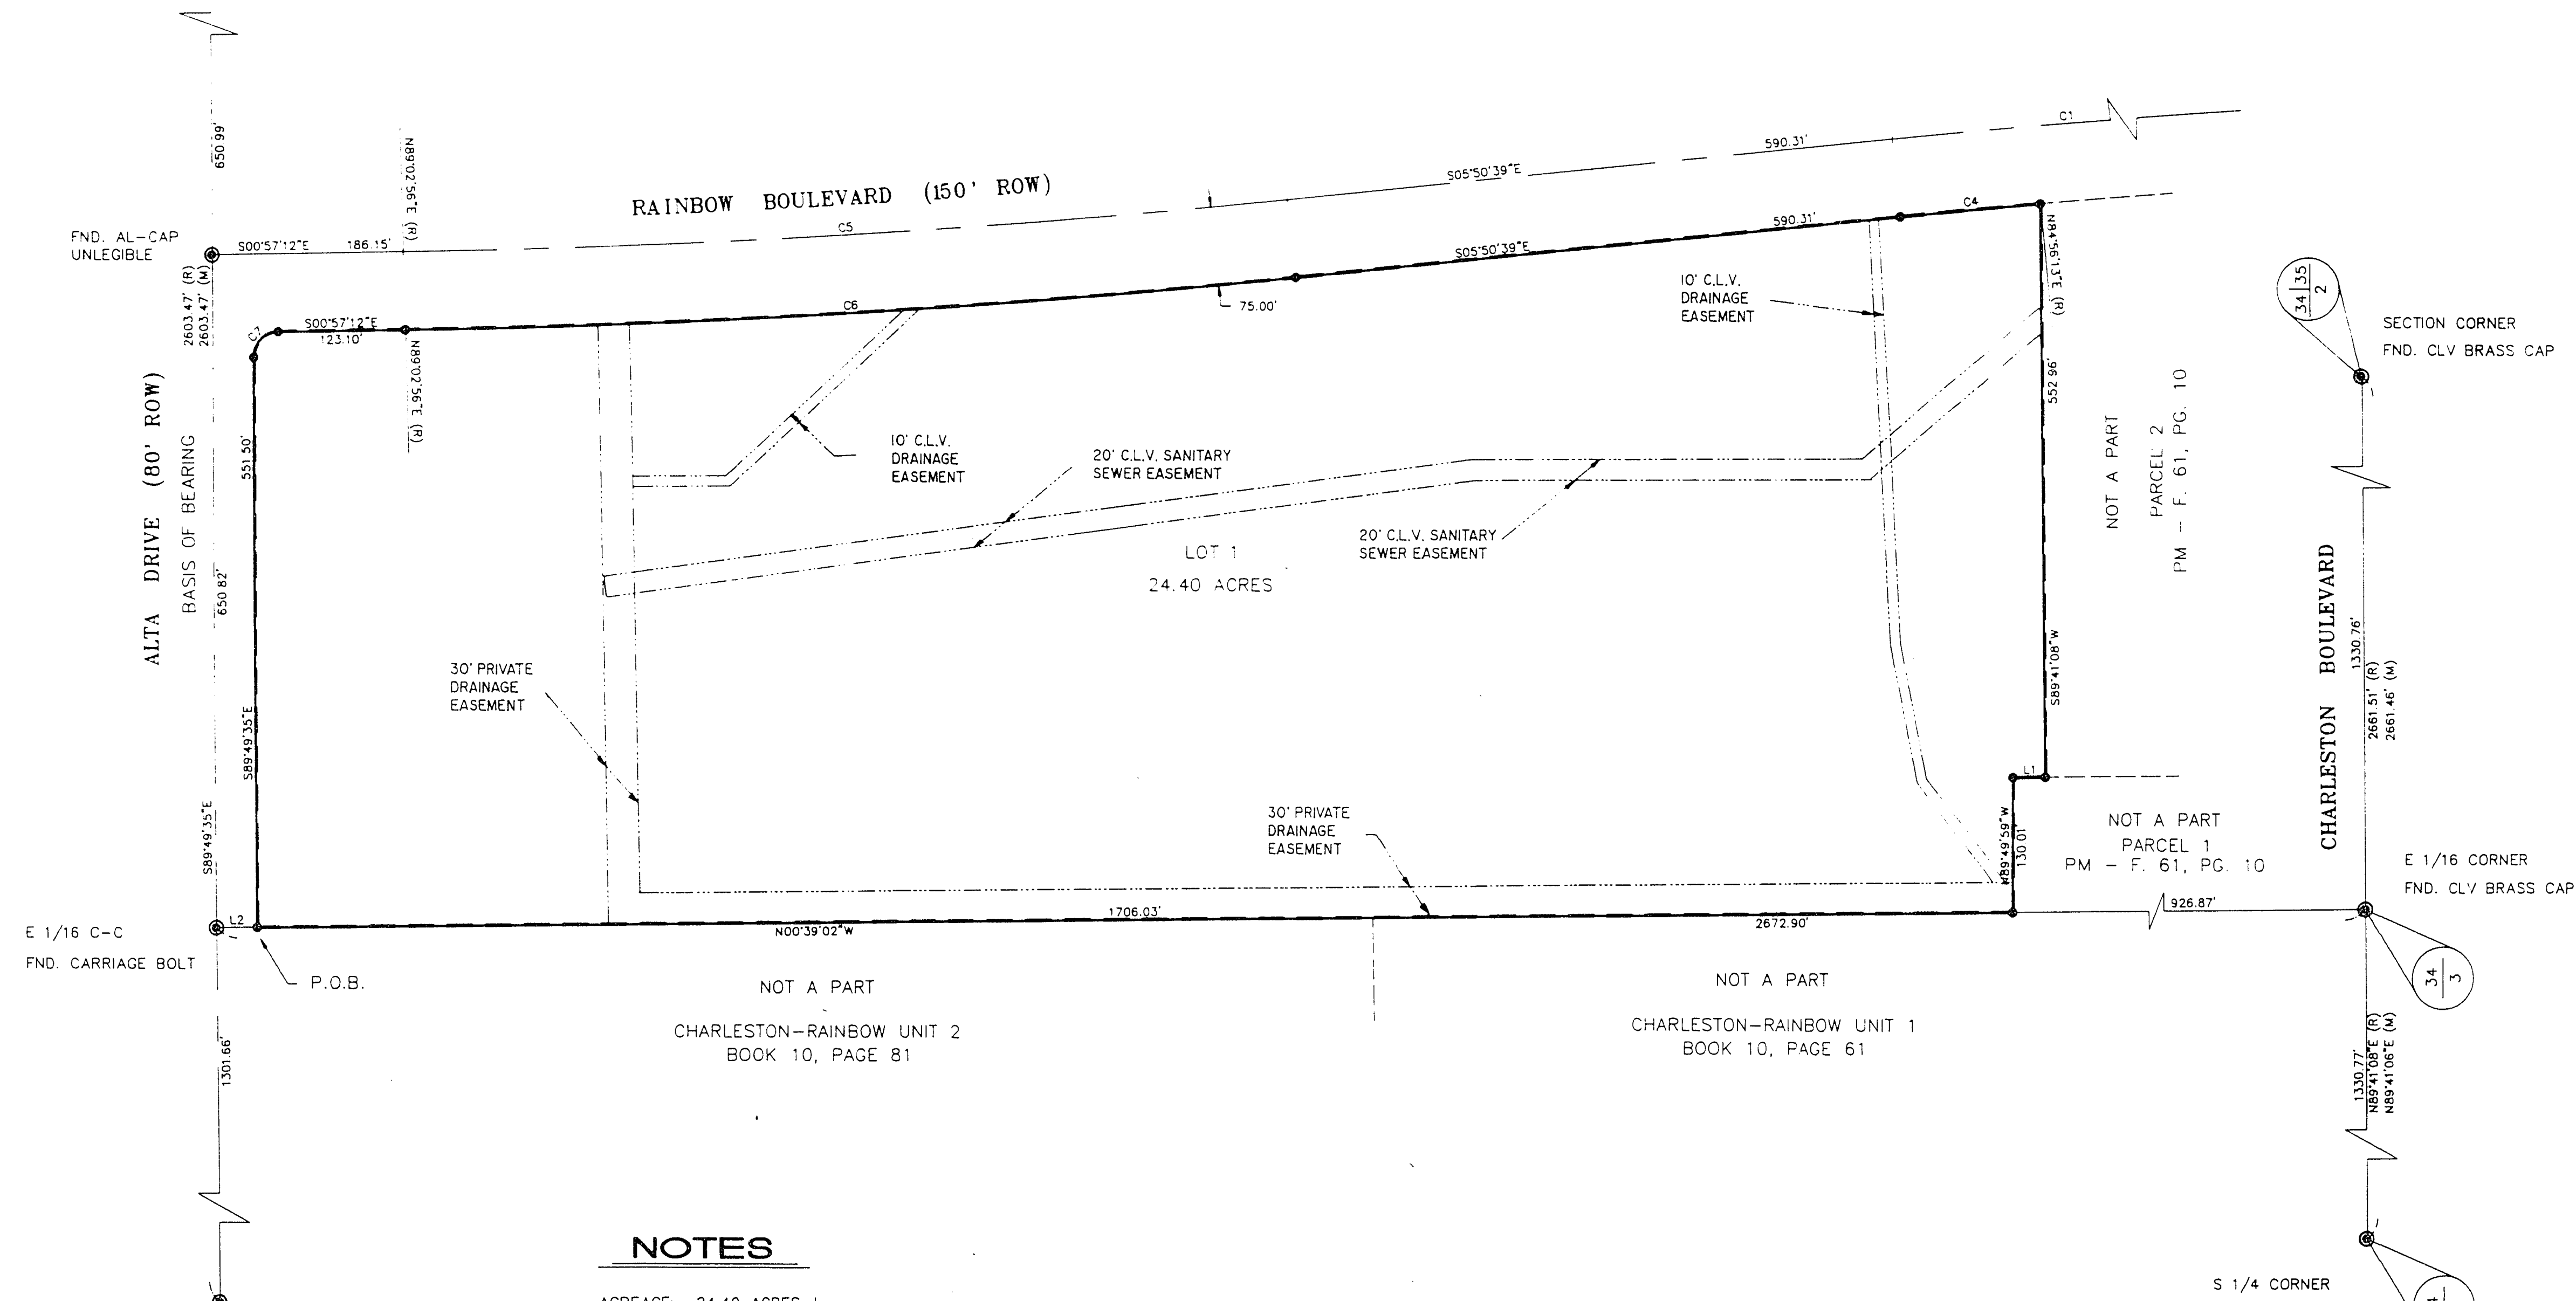 650.99'
N89°02'56"E (R)
RAINBOW BOULEVARD (150' ROW)
S05°50'39"E
590.31'
C1
FND. AL-CAP
UNLEGIBLE
S00°57'12"E
186.15'
C5
2603.47' (R)
2603.47' (M)
C7
S00°57'12"E
123.10'
N89°02'56"E (R)
C6
75.00'
S05°50'39"E
590.31'
C4
N84°56'13"E (R)
10' C.L.V.
DRAINAGE
EASEMENT
34 35
2
SECTION CORNER
FND. CLV BRASS CAP
ALTA DRIVE (80' ROW)
BASIS OF BEARING
551.50'
650.82'
S89°49'35"E
S89°49'35"E
10' C.L.V.
DRAINAGE
EASEMENT
20' C.L.V. SANITARY
SEWER EASEMENT
20' C.L.V. SANITARY
SEWER EASEMENT
LOT 1
24.40 ACRES
552.96'
S89°41'08"W
NOT A PART
PARCEL 2
PM - F. 61, PG. 10
CHARLESTON BOULEVARD
1330.76'
2661.51' (R)
2661.46' (M)
30' PRIVATE
DRAINAGE
EASEMENT
30' PRIVATE
DRAINAGE
EASEMENT
L1
N89°49'59"W
130.01'
NOT A PART
PARCEL 1
PM - F. 61, PG. 10
E 1/16 CORNER
FND. CLV BRASS CAP
926.87'
L2
E 1/16 C-C
FND. CARRIAGE BOLT
P.O.B.
N00°39'02"W
1706.03'
2672.90'
34
3
NOT A PART
CHARLESTON-RAINBOW UNIT 2
BOOK 10, PAGE 81
NOT A PART
CHARLESTON-RAINBOW UNIT 1
BOOK 10, PAGE 61
1301.66'
1330.77'
N89°41'08"E (R)
N89°41'06"E (M)
NOTES
S 1/4 CORNER